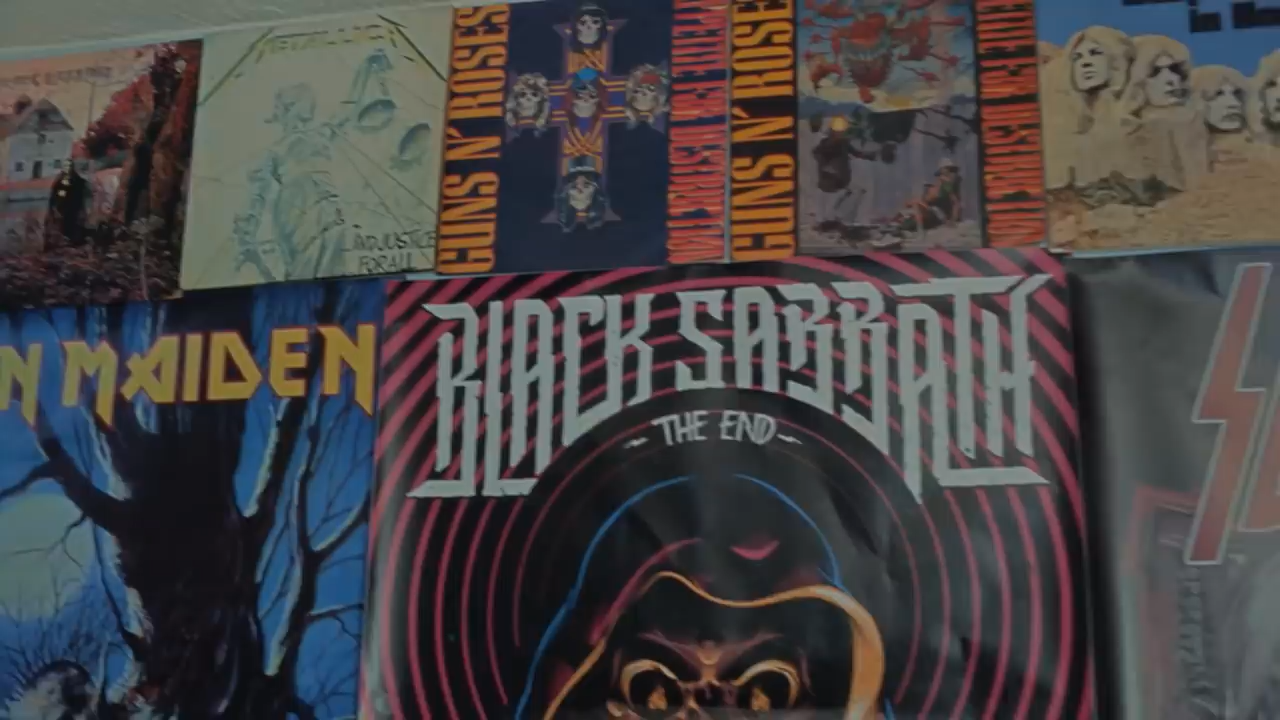 METALLICA
...AND JUSTICE
FOR ALL
GUNS N' ROSES
APPETITE FOR DESTRUCTION
GUNS N' ROSES
APPETITE FOR DESTRUCTION
N MAIDEN
BLACK SABBATH
THE END